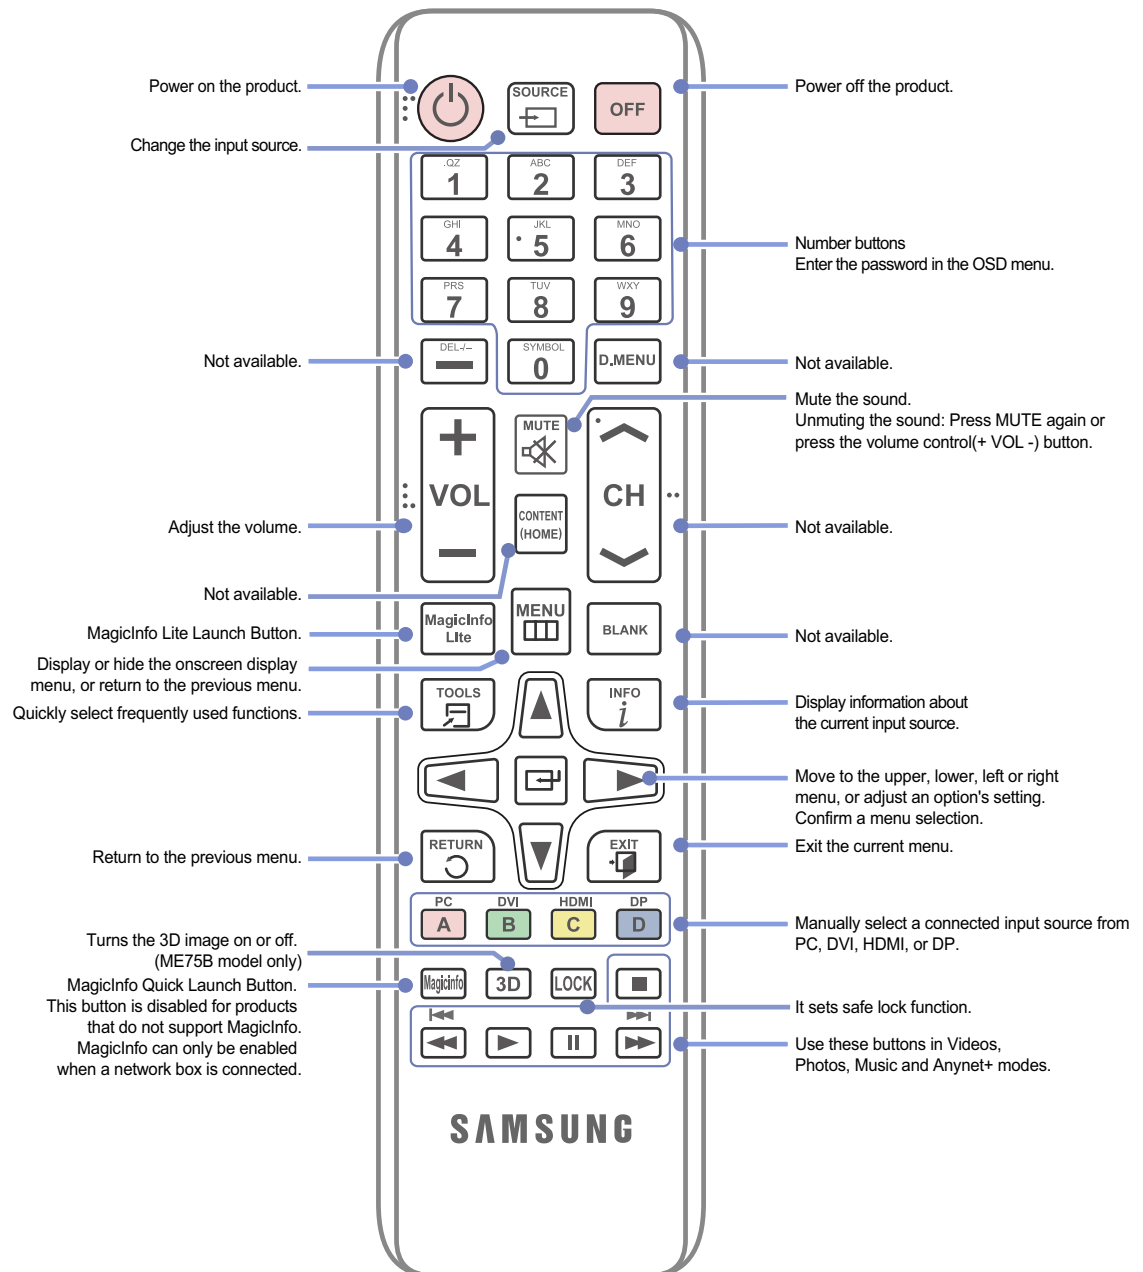 Power on the product.
Change the input source.
Not available.
Adjust the volume.
Not available.
MagicInfo Lite Launch Button.
Display or hide the onscreen display
menu, or return to the previous menu.
Quickly select frequently used functions.
Return to the previous menu.
Turns the 3D image on or off.
(ME75B model only)
MagicInfo Quick Launch Button.
This button is disabled for products
that do not support MagicInfo.
MagicInfo can only be enabled
when a network box is connected.
SOURCE
OFF
.QZ
1
ABC
2
DEF
3
GHI
4
JKL
5
MNO
6
PRS
7
TUV
8
WXY
9
DEL-/--
SYMBOL
0
D.MENU
MUTE
VOL
CH
CONTENT
(HOME)
MagicInfo
LIte
MENU
BLANK
TOOLS
INFO
i
RETURN
EXIT
PC
DVI
HDMI
DP
A
B
C
D
Magicinfo
3D
LOCK
SAMSUNG
Power off the product.
Number buttons
Enter the password in the OSD menu.
Not available.
Mute the sound.
Unmuting the sound: Press MUTE again or
press the volume control(+ VOL -) button.
Not available.
Not available.
Display information about
the current input source.
Move to the upper, lower, left or right
menu, or adjust an option's setting.
Confirm a menu selection.
Exit the current menu.
Manually select a connected input source from
PC, DVI, HDMI, or DP.
It sets safe lock function.
Use these buttons in Videos,
Photos, Music and Anynet+ modes.